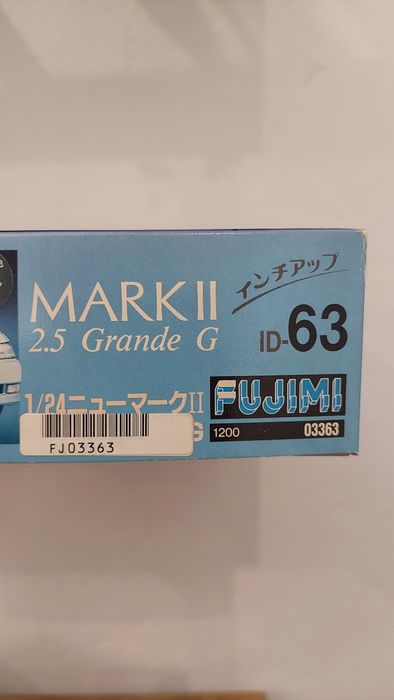 インチアップ
MARK II
2.5 Grande G
ID-63
1/24ニューマークII
G
FUJIMI
1200 03363
FJ03363